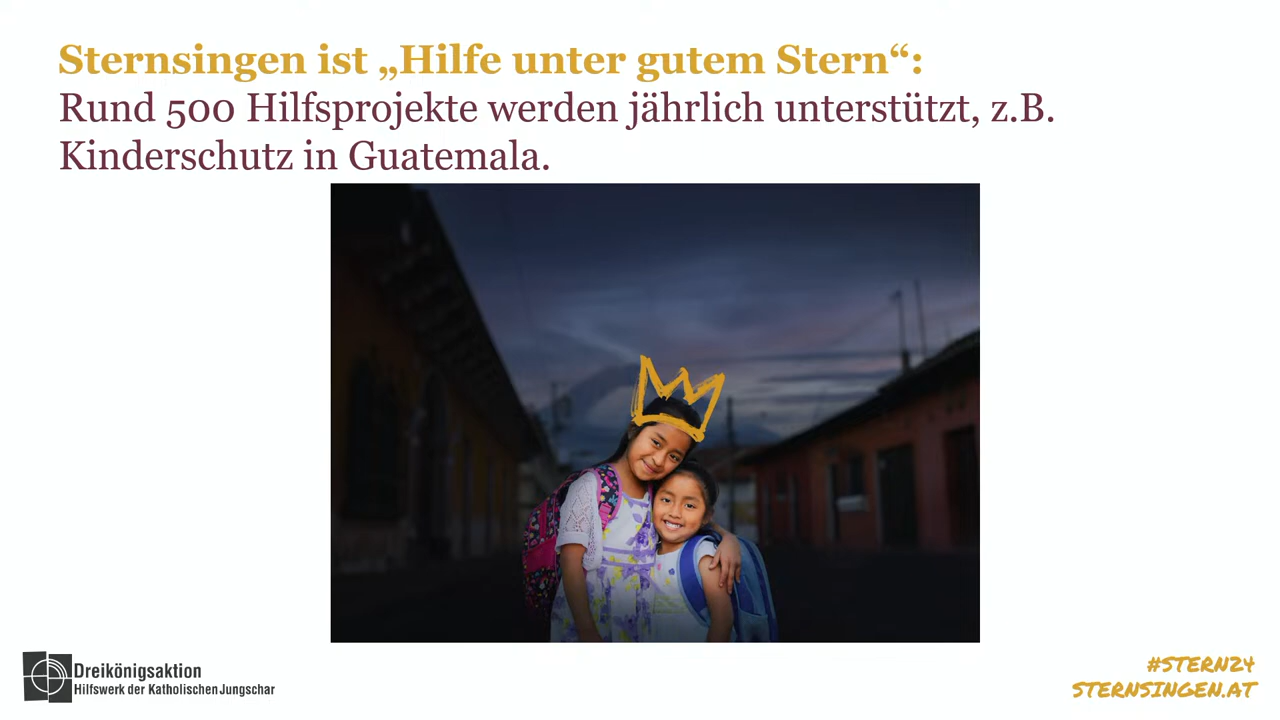 Sternsingen ist „Hilfe unter gutem Stern“:
Rund 500 Hilfsprojekte werden jährlich unterstützt, z.B.
Kinderschutz in Guatemala.
Dreikönigsaktion
Hilfswerk der Katholischen Jungschar
#STERN24
STERNSINGEN.AT